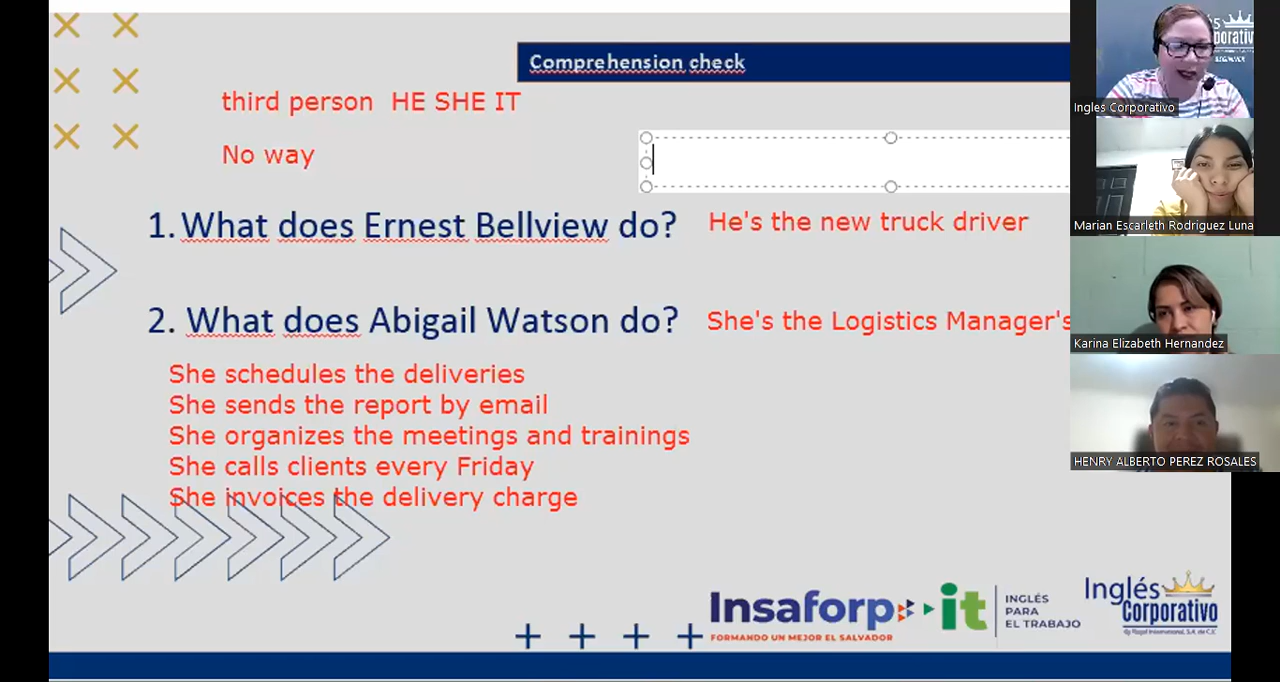 Comprehension check
third person HE SHE IT
No way
1. What does Ernest Bellview do?
He's the new truck driver
2. What does Abigail Watson do?
She's the Logistics Manager's
She schedules the deliveries
She sends the report by email
She organizes the meetings and trainings
She calls clients every Friday
She invoices the delivery charge
Insaforp
FORMANDO UN MEJOR EL SALVADOR
it
INGLÉS
PARA
EL TRABAJO
Inglés
Corporativo
Ingles Corporativo
Marian Escarleth Rodriguez Luna
Karina Elizabeth Hernandez
HENRY ALBERTO PEREZ ROSALES